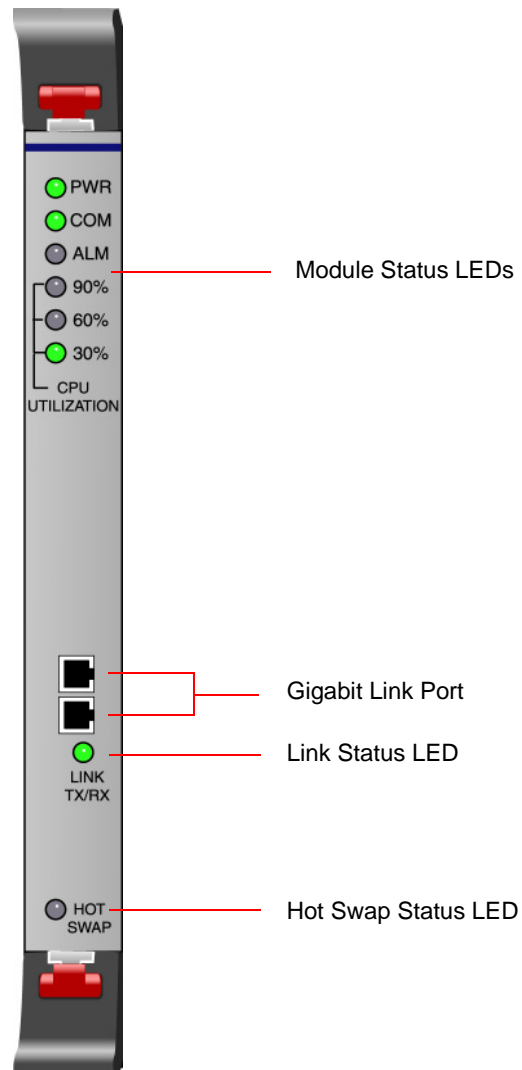 PWR
COM
ALM
90%
60%
30%
CPU
UTILIZATION
Module Status LEDs
Gigabit Link Port
Link Status LED
LINK
TX/RX
HOT
SWAP
Hot Swap Status LED